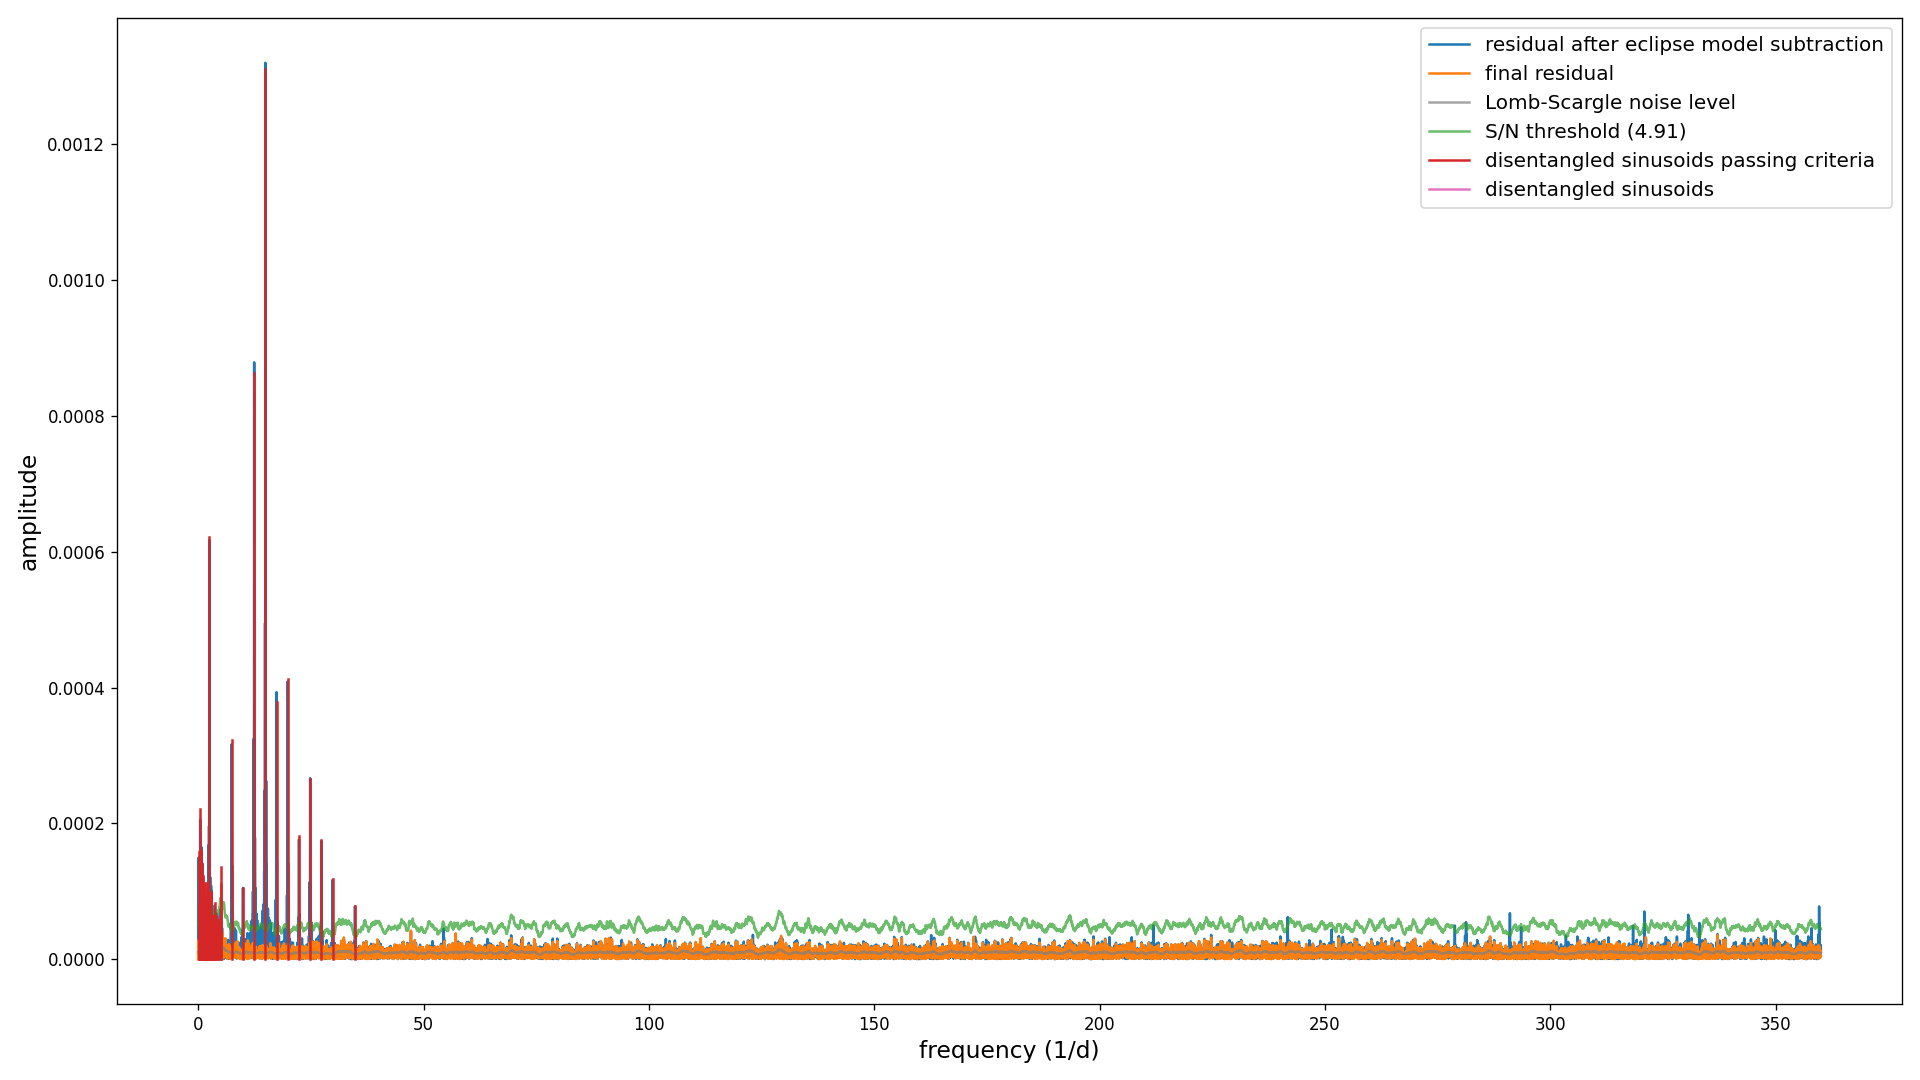 residual after eclipse model subtraction
final residual
Lomb-Scargle noise level
S/N threshold (4.91)
disentangled sinusoids passing criteria
disentangled sinusoids
0.0012
0.0010
0.0008
0.0006
0.0004
0.0002
0.0000
amplitude
0 50 100 150 200 250 300 350
frequency (1/d)